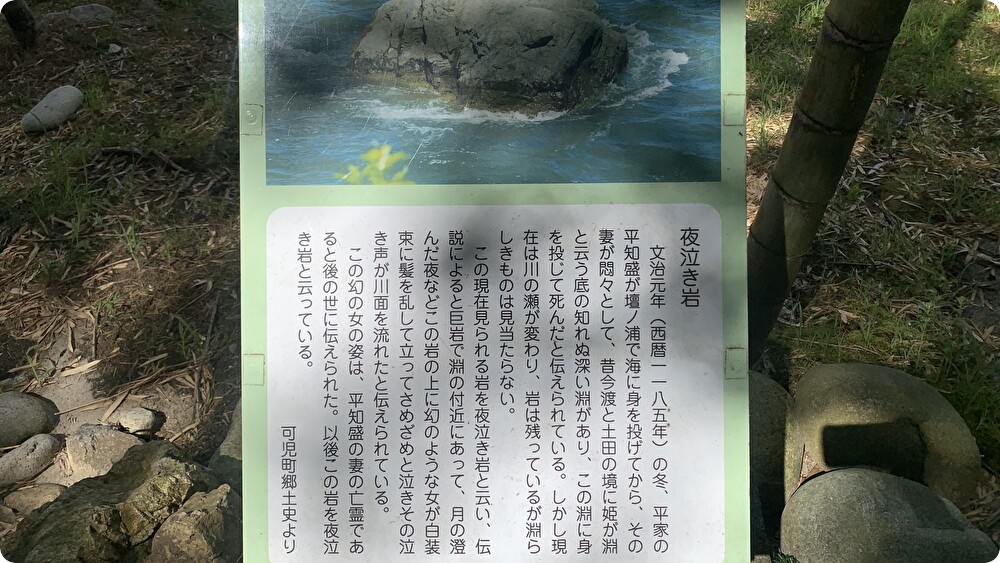 夜泣き岩
文治元年（西暦一一八五年）の冬、平家の
平知盛が壇ノ浦で海に身を投げてから、その
妻が悶々として、昔今渡と土田の境に姫が淵
と云う底の知れぬ深い淵があり、この淵に身
を投じて死んだと伝えられている。しかし現
在は川の瀬が変わり、岩は残っているが淵ら
しきものは見当たらない。
この現在見られる岩を夜泣き岩と云い、伝
説によると巨岩で淵の付近にあって、月の澄
んだ夜などこの岩の上に幻のような女が白装
束に髪を乱して立ってさめざめと泣きその泣
き声が川面を流れたと伝えられている。
この幻の女の姿は、平知盛の妻の亡霊であ
ると後の世に伝えられた。以後この岩を夜泣
き岩と云っている。
可児町郷土史より